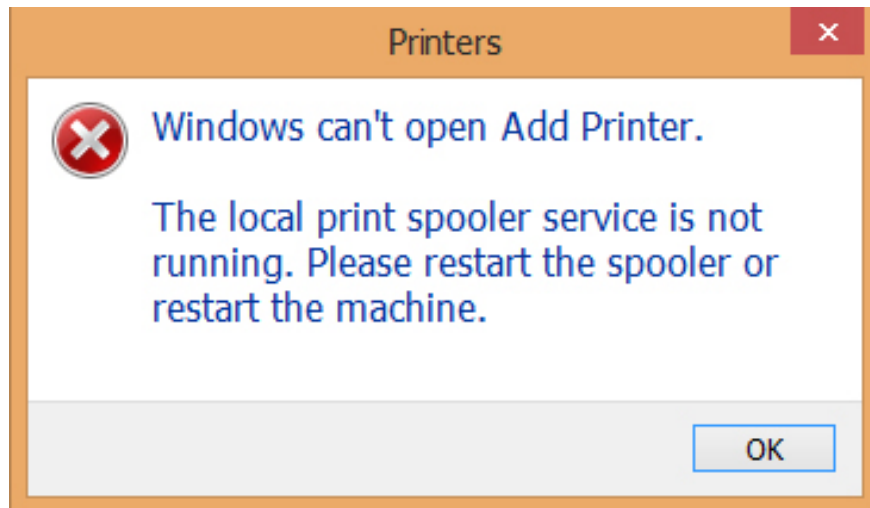 Printers
Windows can't open Add Printer.
The local print spooler service is not
running. Please restart the spooler or
restart the machine.
OK